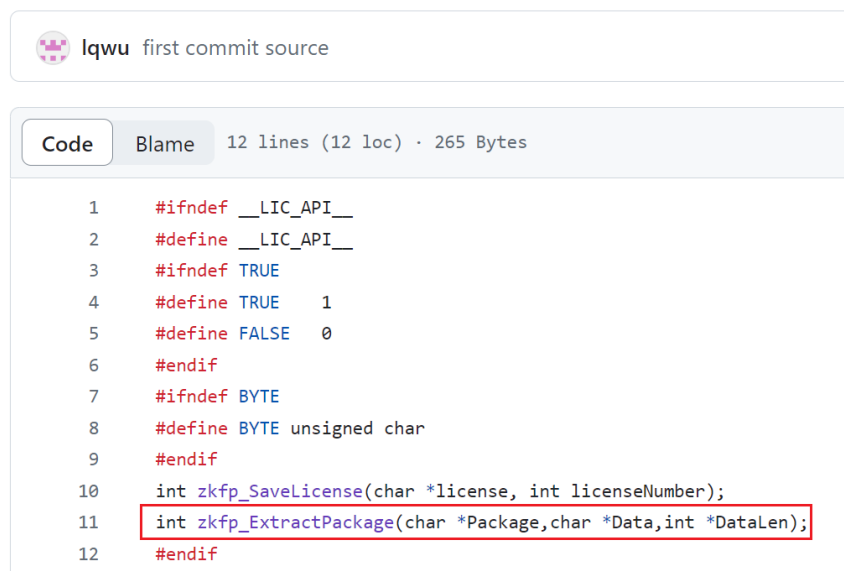 lqwu first commit source
Code Blame 12 lines (12 loc) · 265 Bytes
1 #ifndef __LIC_API__
2 #define __LIC_API__
3 #ifndef TRUE
4 #define TRUE 1
5 #define FALSE 0
6 #endif
7 #ifndef BYTE
8 #define BYTE unsigned char
9 #endif
10 int zkfp_SaveLicense(char *license, int licenseNumber);
11 int zkfp_ExtractPackage(char *Package,char *Data,int *DataLen);
12 #endif